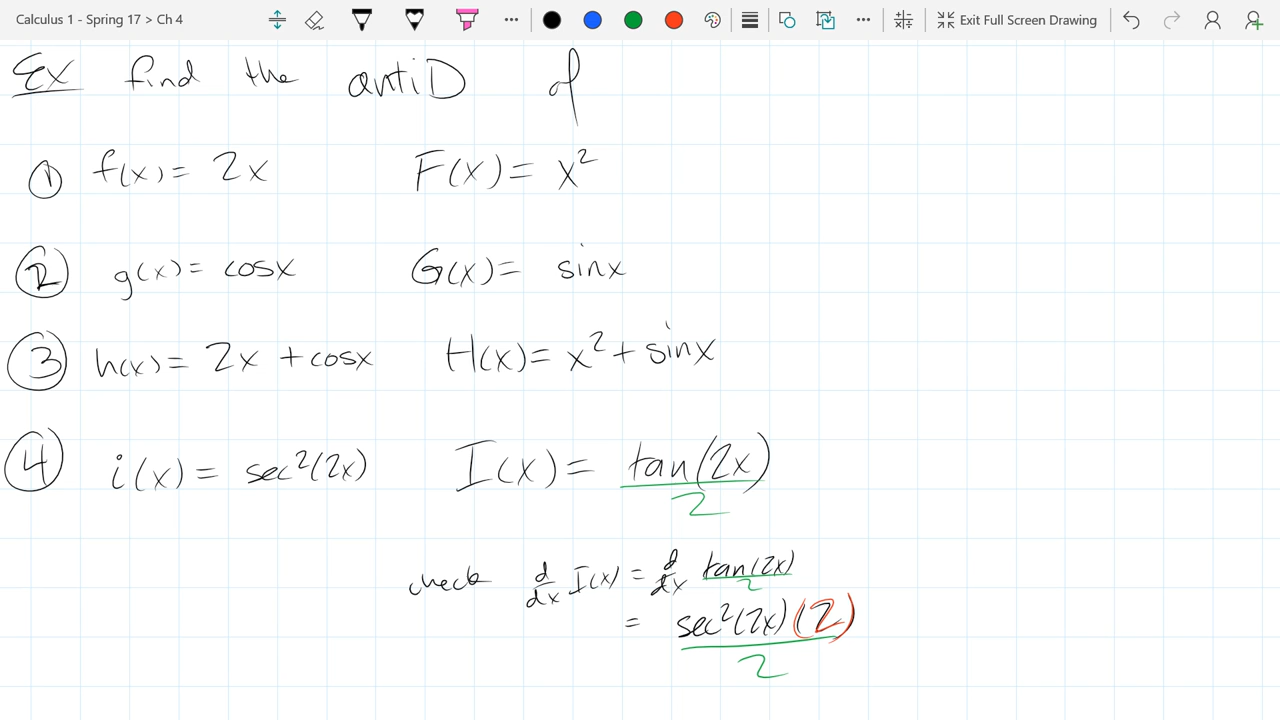 Calculus 1 - Spring 17 > Ch 4
Exit Full Screen Drawing
Ex find the antiD of
① f(x) = 2x F(x) = x²
② g(x) = cosx G(x) = sinx
③ h(x) = 2x + cosx H(x) = x² + sinx
④ i(x) = sec²(2x) I(x) = tan(2x)/2
check d/dx I(x) = d/dx tan(2x)/2
= sec²(2x)(2)/2